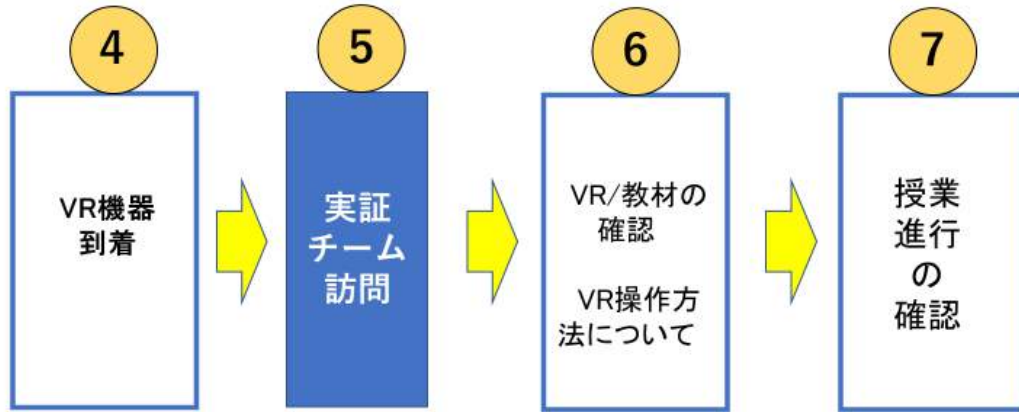 4
VR機器
到着
5
実証
チーム
訪問
6
VR/教材の
確認
VR操作方
法について
7
授業
進行
の
確認